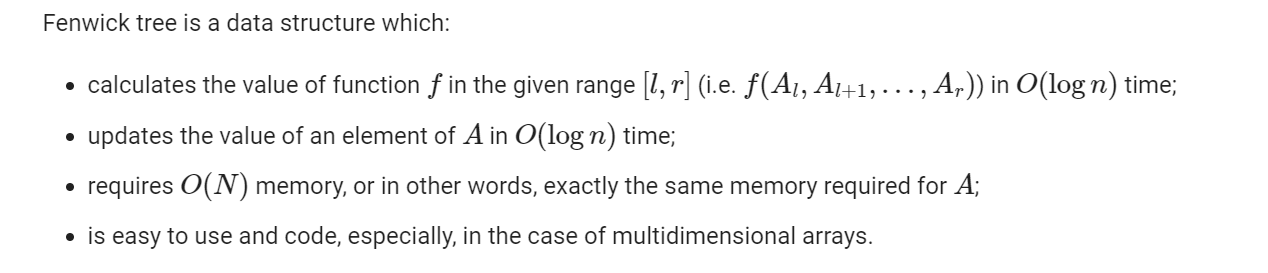 Fenwick tree is a data structure which:
• calculates the value of function f in the given range [l, r] (i.e. f(A_l, A_{l+1}, . . . , A_r)) in O(log n) time;
• updates the value of an element of A in O(log n) time;
• requires O(N) memory, or in other words, exactly the same memory required for A;
• is easy to use and code, especially, in the case of multidimensional arrays.